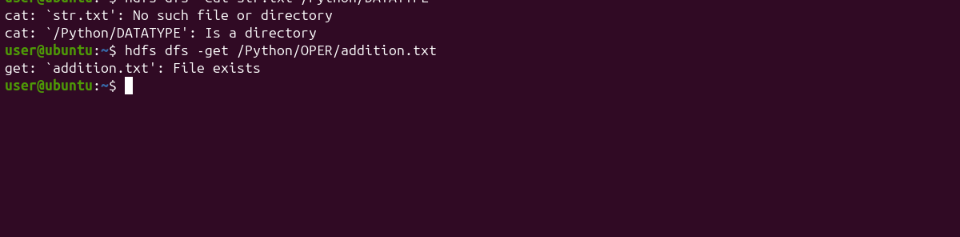 user@ubuntu:~$ hdfs dfs -cat str.txt /Python/DATATYPE
cat: `str.txt': No such file or directory
cat: `/Python/DATATYPE': Is a directory
user@ubuntu:~$ hdfs dfs -get /Python/OPER/addition.txt
get: `addition.txt': File exists
user@ubuntu:~$